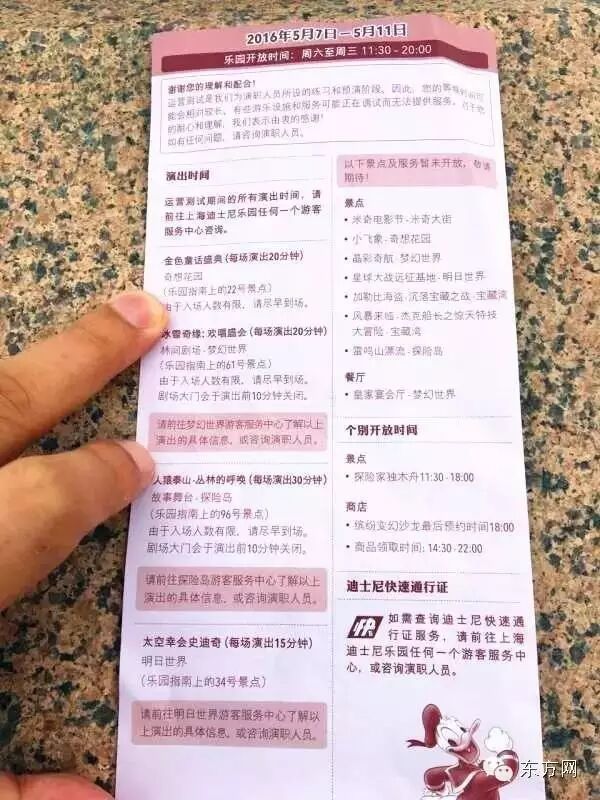 2016年5月7日—5月11日
乐园开放时间：周六至周三 11:30 - 20:00
谢谢您的理解和配合！
运营测试是我们为演职人员所设的练习和预演阶段，因此，您的等候时间可
能会相对较长，有些游乐设施和服务可能正在调试而无法提供服务。对于您
的耐心和理解，我们表示由衷的感谢！
如有任何问题，请咨询演职人员。
演出时间
运营测试期间的所有演出时间，请
前往上海迪士尼乐园任何一个游客
服务中心咨询。
金色童话盛典（每场演出20分钟）
奇想花园
（乐园指南上的22号景点）
由于入场人数有限，请尽早到场。
冰雪奇缘：欢唱盛会（每场演出20分钟）
林间剧场 - 梦幻世界
（乐园指南上的61号景点）
由于入场人数有限，请尽早到场。
剧场大门会于演出前10分钟关闭。
请前往梦幻世界游客服务中心了解以上
演出的具体信息，或咨询演职人员。
人猿泰山-丛林的呼唤（每场演出30分钟）
故事舞台 - 探险岛
（乐园指南上的96号景点）
由于入场人数有限，请尽早到场。
剧场大门会于演出前10分钟关闭。
请前往探险岛游客服务中心了解以上
演出的具体信息，或咨询演职人员。
太空幸会史迪奇（每场演出15分钟）
明日世界
（乐园指南上的34号景点）
请前往明日世界游客服务中心了解以
上演出的具体信息，或咨询演职人员。
以下景点及服务暂未开放，敬请
期待！
景点
• 米奇电影节 - 米奇大街
• 小飞象 - 奇想花园
• 晶彩奇航 - 梦幻世界
• 星球大战远征基地 - 明日世界
• 加勒比海盗 - 沉落宝藏之战 - 宝藏湾
• 风暴来临 - 杰克船长之惊天特技
大冒险 - 宝藏湾
• 雷鸣山漂流 - 探险岛
餐厅
• 皇家宴会厅 - 梦幻世界
个别开放时间
景点
• 探险家独木舟11:30 - 18:00
商店
• 缤纷变幻沙龙最后预约时间18:00
• 商品领取时间: 14:30 - 22:00
迪士尼快速通行证
快
如需查询迪士尼快速通
行证服务，请前往上海
迪士尼乐园任何一个游客服务中
心，或咨询演职人员。
东方网